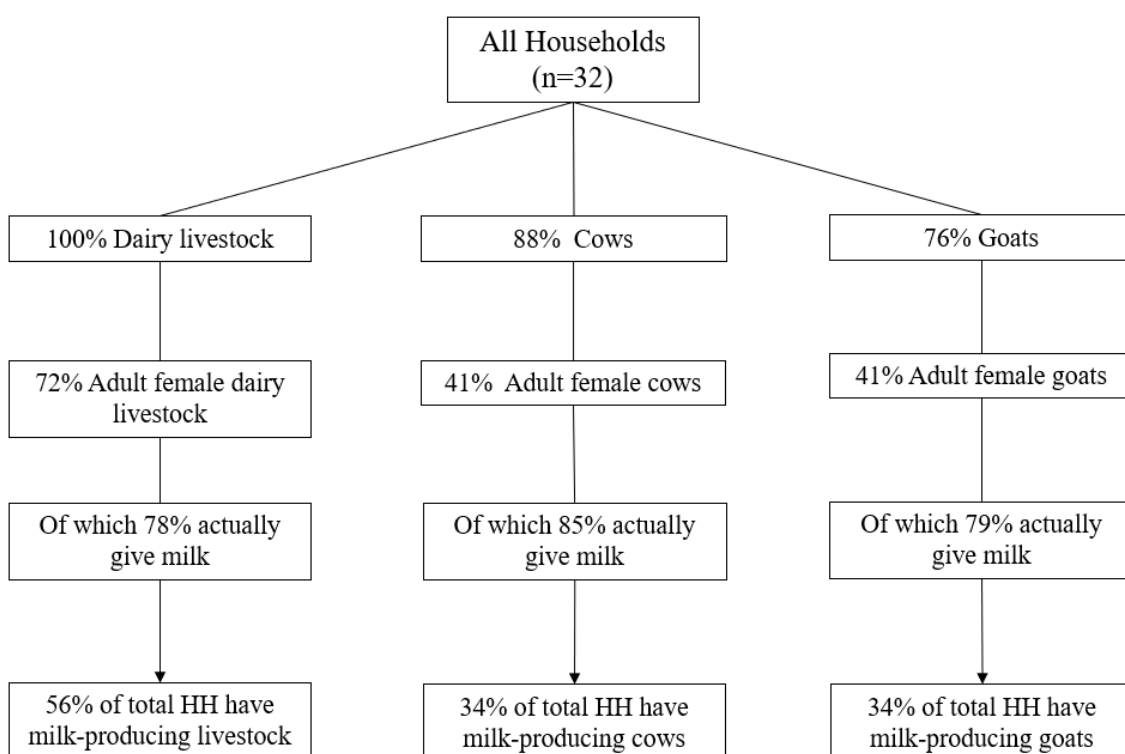 All Households
(n=32)
100% Dairy livestock
88%  Cows
76% Goats
72% Adult female dairy
livestock
41%  Adult female cows
41% Adult female goats
Of which 78% actually
give milk
Of which 85% actually
give milk
Of which 79% actually
give milk
56% of total HH have
milk-producing livestock
34% of total HH have
milk-producing cows
34% of total HH have
milk-producing goats